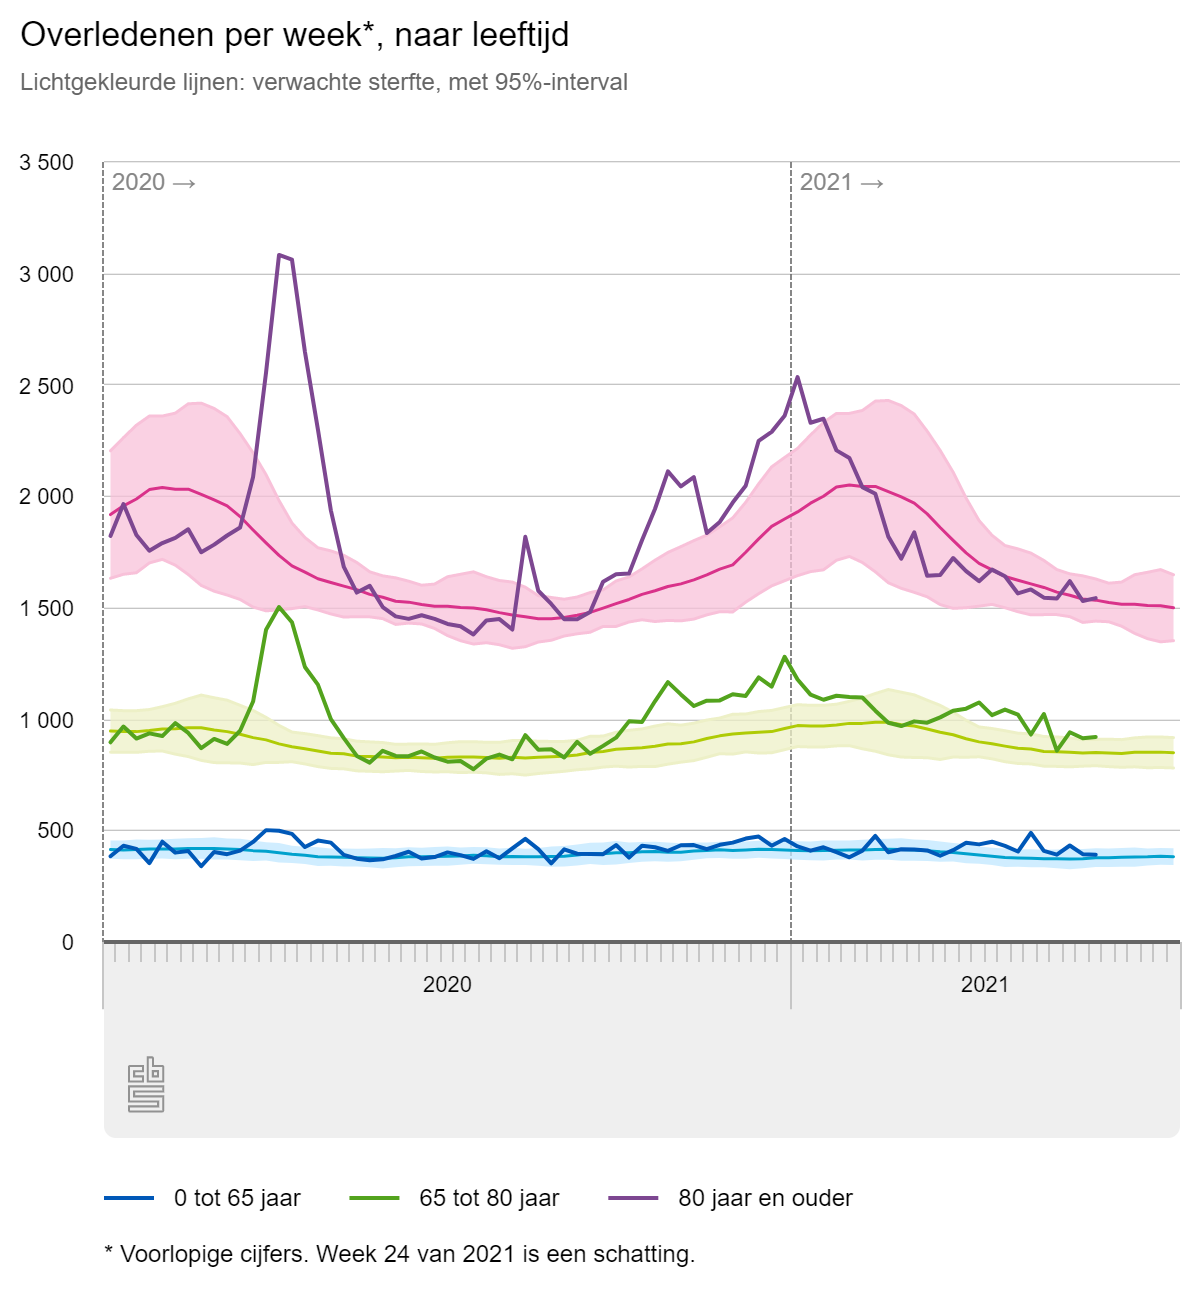 Overledenen per week*, naar leeftijd
Lichtgekleurde lijnen: verwachte sterfte, met 95%-interval
3 500
2020 →
2021 →
3 000
2 500
2 000
1 500
1 000
500
0
2020
2021
cbs
0 tot 65 jaar
65 tot 80 jaar
80 jaar en ouder
* Voorlopige cijfers. Week 24 van 2021 is een schatting.